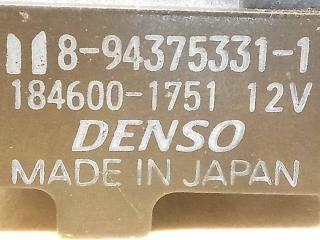 8-94375331-1
184600-1751 12V
DENSO
MADE IN JAPAN